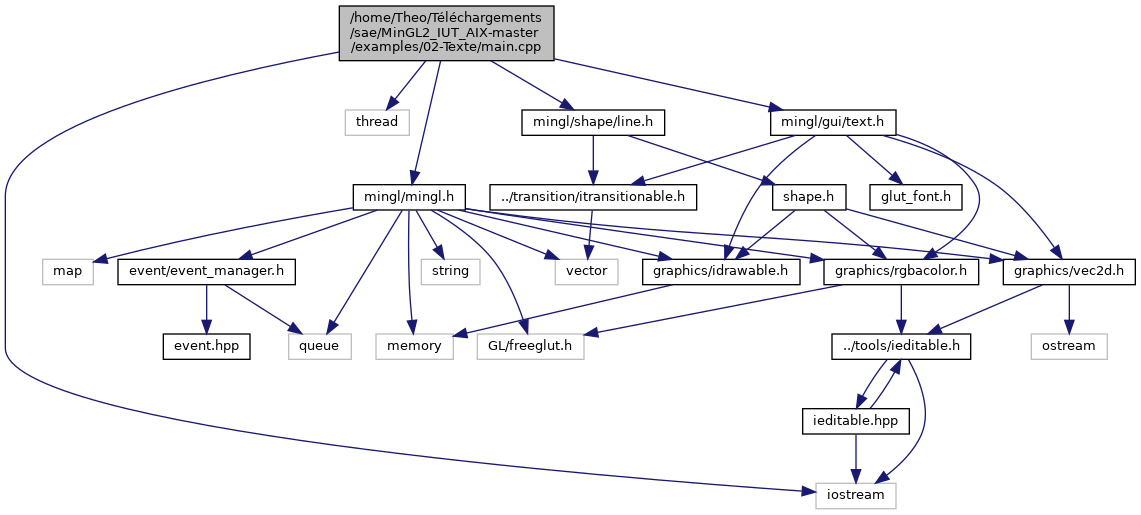 /home/Theo/Téléchargements
/sae/MinGL2_IUT_AIX-master
/examples/02-Texte/main.cpp
thread
mingl/shape/line.h
mingl/gui/text.h
mingl/mingl.h
../transition/itransitionable.h
shape.h
glut_font.h
map
event/event_manager.h
string
vector
graphics/idrawable.h
graphics/rgbacolor.h
graphics/vec2d.h
event.hpp
queue
memory
GL/freeglut.h
../tools/ieditable.h
ostream
ieditable.hpp
iostream